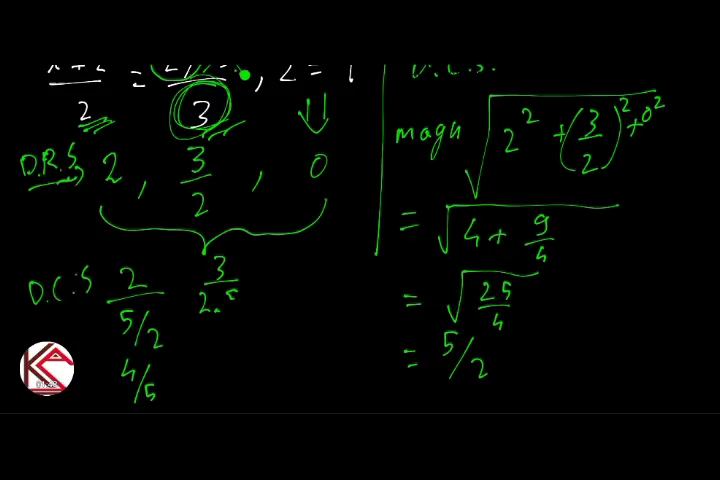 2 = 3 , Z = 1
D.R.S, 2 , 3/2 , 0
D.C.S 2 / 5/2 3 / 2.5
4/5
D.C.S.
magn √ 2² + (3/2)² + 0²
= √ 4 + 9/4
= √ 25/4
= 5/2